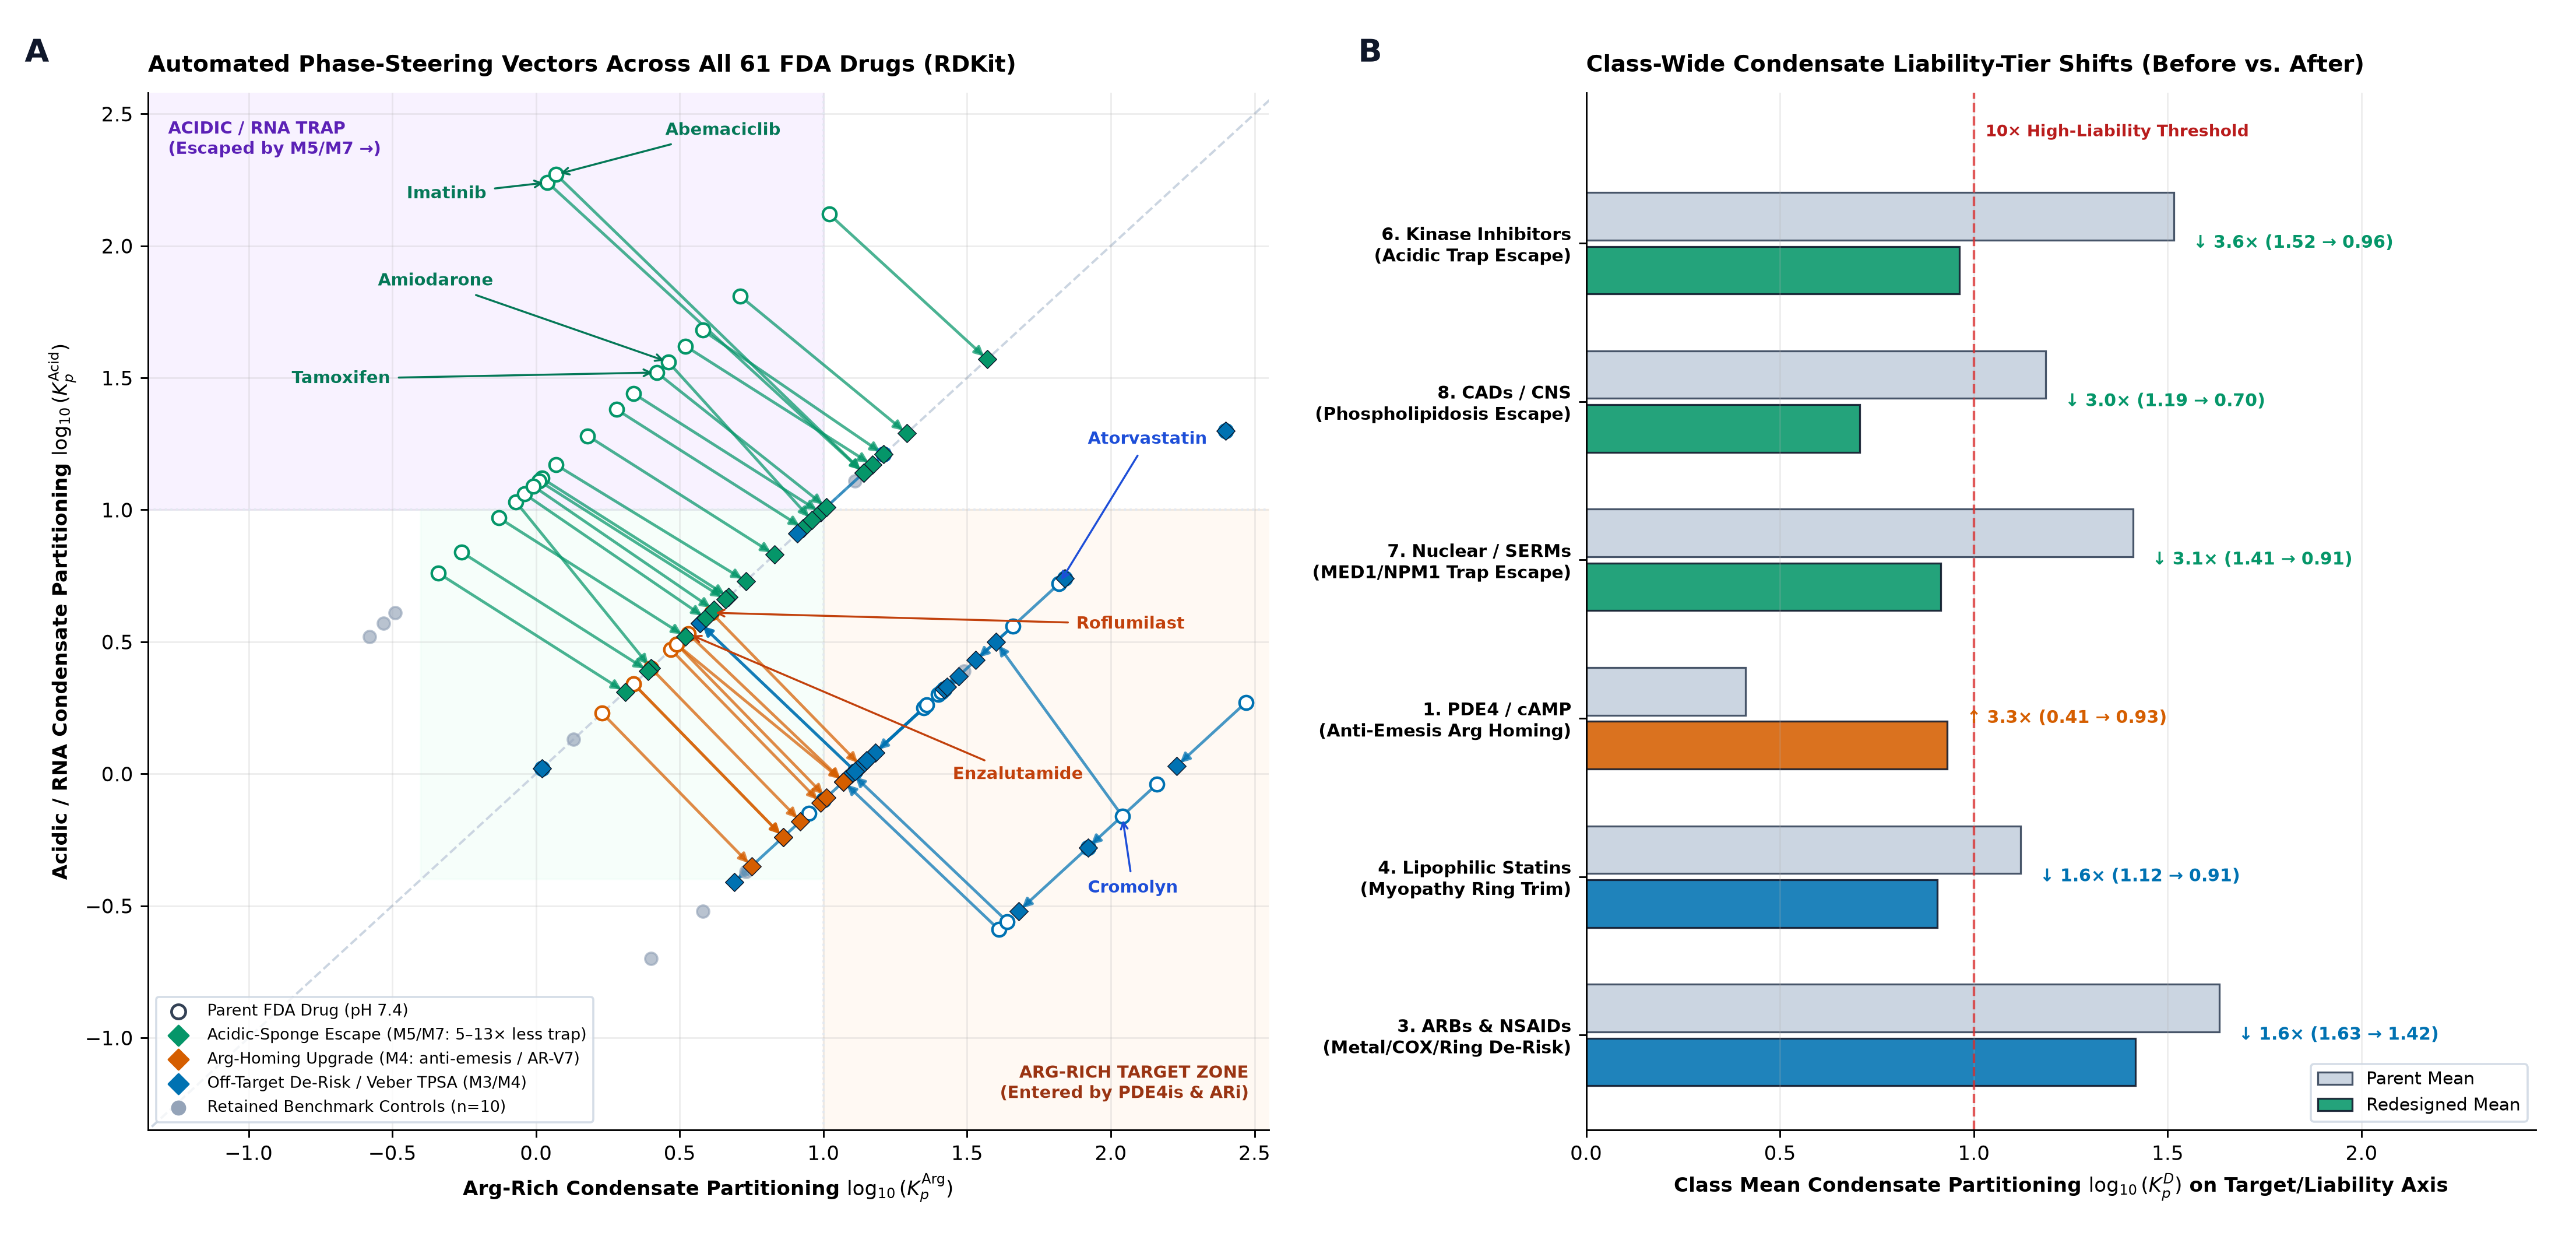 A
Automated Phase-Steering Vectors Across All 61 FDA Drugs (RDKit)
ACIDIC / RNA TRAP
(Escaped by M5/M7 →)
Abemaciclib
Imatinib
Amiodarone
Tamoxifen
Atorvastatin
Roflumilast
Enzalutamide
Cromolyn
ARG-RICH TARGET ZONE
(Entered by PDE4is & ARi)
Parent FDA Drug (pH 7.4)
Acidic-Sponge Escape (M5/M7: 5–13× less trap)
Arg-Homing Upgrade (M4: anti-emesis / AR-V7)
Off-Target De-Risk / Veber TPSA (M3/M4)
Retained Benchmark Controls (n=10)
2.5
2.0
1.5
1.0
0.5
0.0
−0.5
−1.0
Acidic / RNA Condensate Partitioning log₁₀(Kₚ^Acid)
−1.0 −0.5 0.0 0.5 1.0 1.5 2.0 2.5
Arg-Rich Condensate Partitioning log₁₀(Kₚ^Arg)
B
Class-Wide Condensate Liability-Tier Shifts (Before vs. After)
10× High-Liability Threshold
6. Kinase Inhibitors
(Acidic Trap Escape)
↓ 3.6× (1.52 → 0.96)
8. CADs / CNS
(Phospholipidosis Escape)
↓ 3.0× (1.19 → 0.70)
7. Nuclear / SERMs
(MED1/NPM1 Trap Escape)
↓ 3.1× (1.41 → 0.91)
1. PDE4 / cAMP
(Anti-Emesis Arg Homing)
↑ 3.3× (0.41 → 0.93)
4. Lipophilic Statins
(Myopathy Ring Trim)
↓ 1.6× (1.12 → 0.91)
3. ARBs & NSAIDs
(Metal/COX/Ring De-Risk)
↓ 1.6× (1.63 → 1.42)
Parent Mean
Redesigned Mean
0.0 0.5 1.0 1.5 2.0
Class Mean Condensate Partitioning log₁₀(Kₚ^D) on Target/Liability Axis